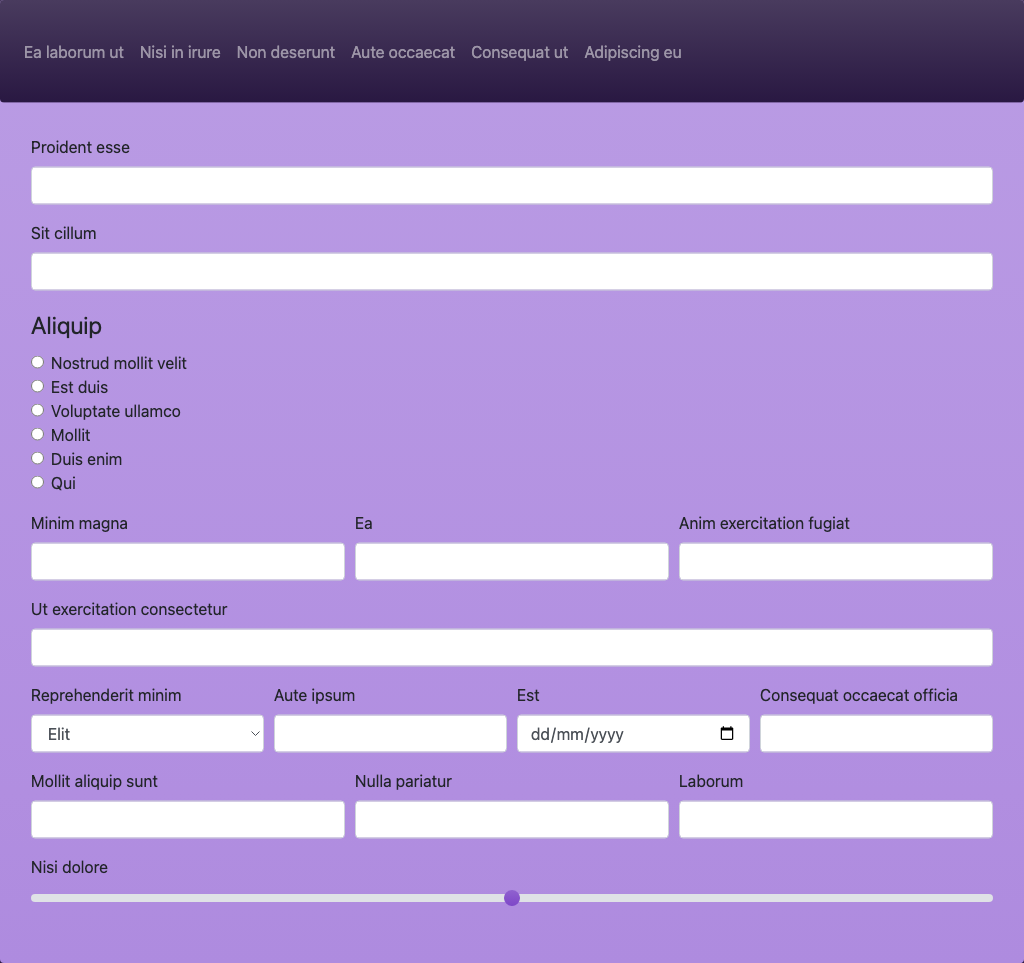 Ea laborum ut Nisi in irure Non deserunt Aute occaecat Consequat ut Adipiscing eu
Proident esse
Sit cillum
Aliquip
Nostrud mollit velit
Est duis
Voluptate ullamco
Mollit
Duis enim
Qui
Minim magna Ea Anim exercitation fugiat
Ut exercitation consectetur
Reprehenderit minim Aute ipsum Est Consequat occaecat officia
Elit dd/mm/yyyy
Mollit aliquip sunt Nulla pariatur Laborum
Nisi dolore